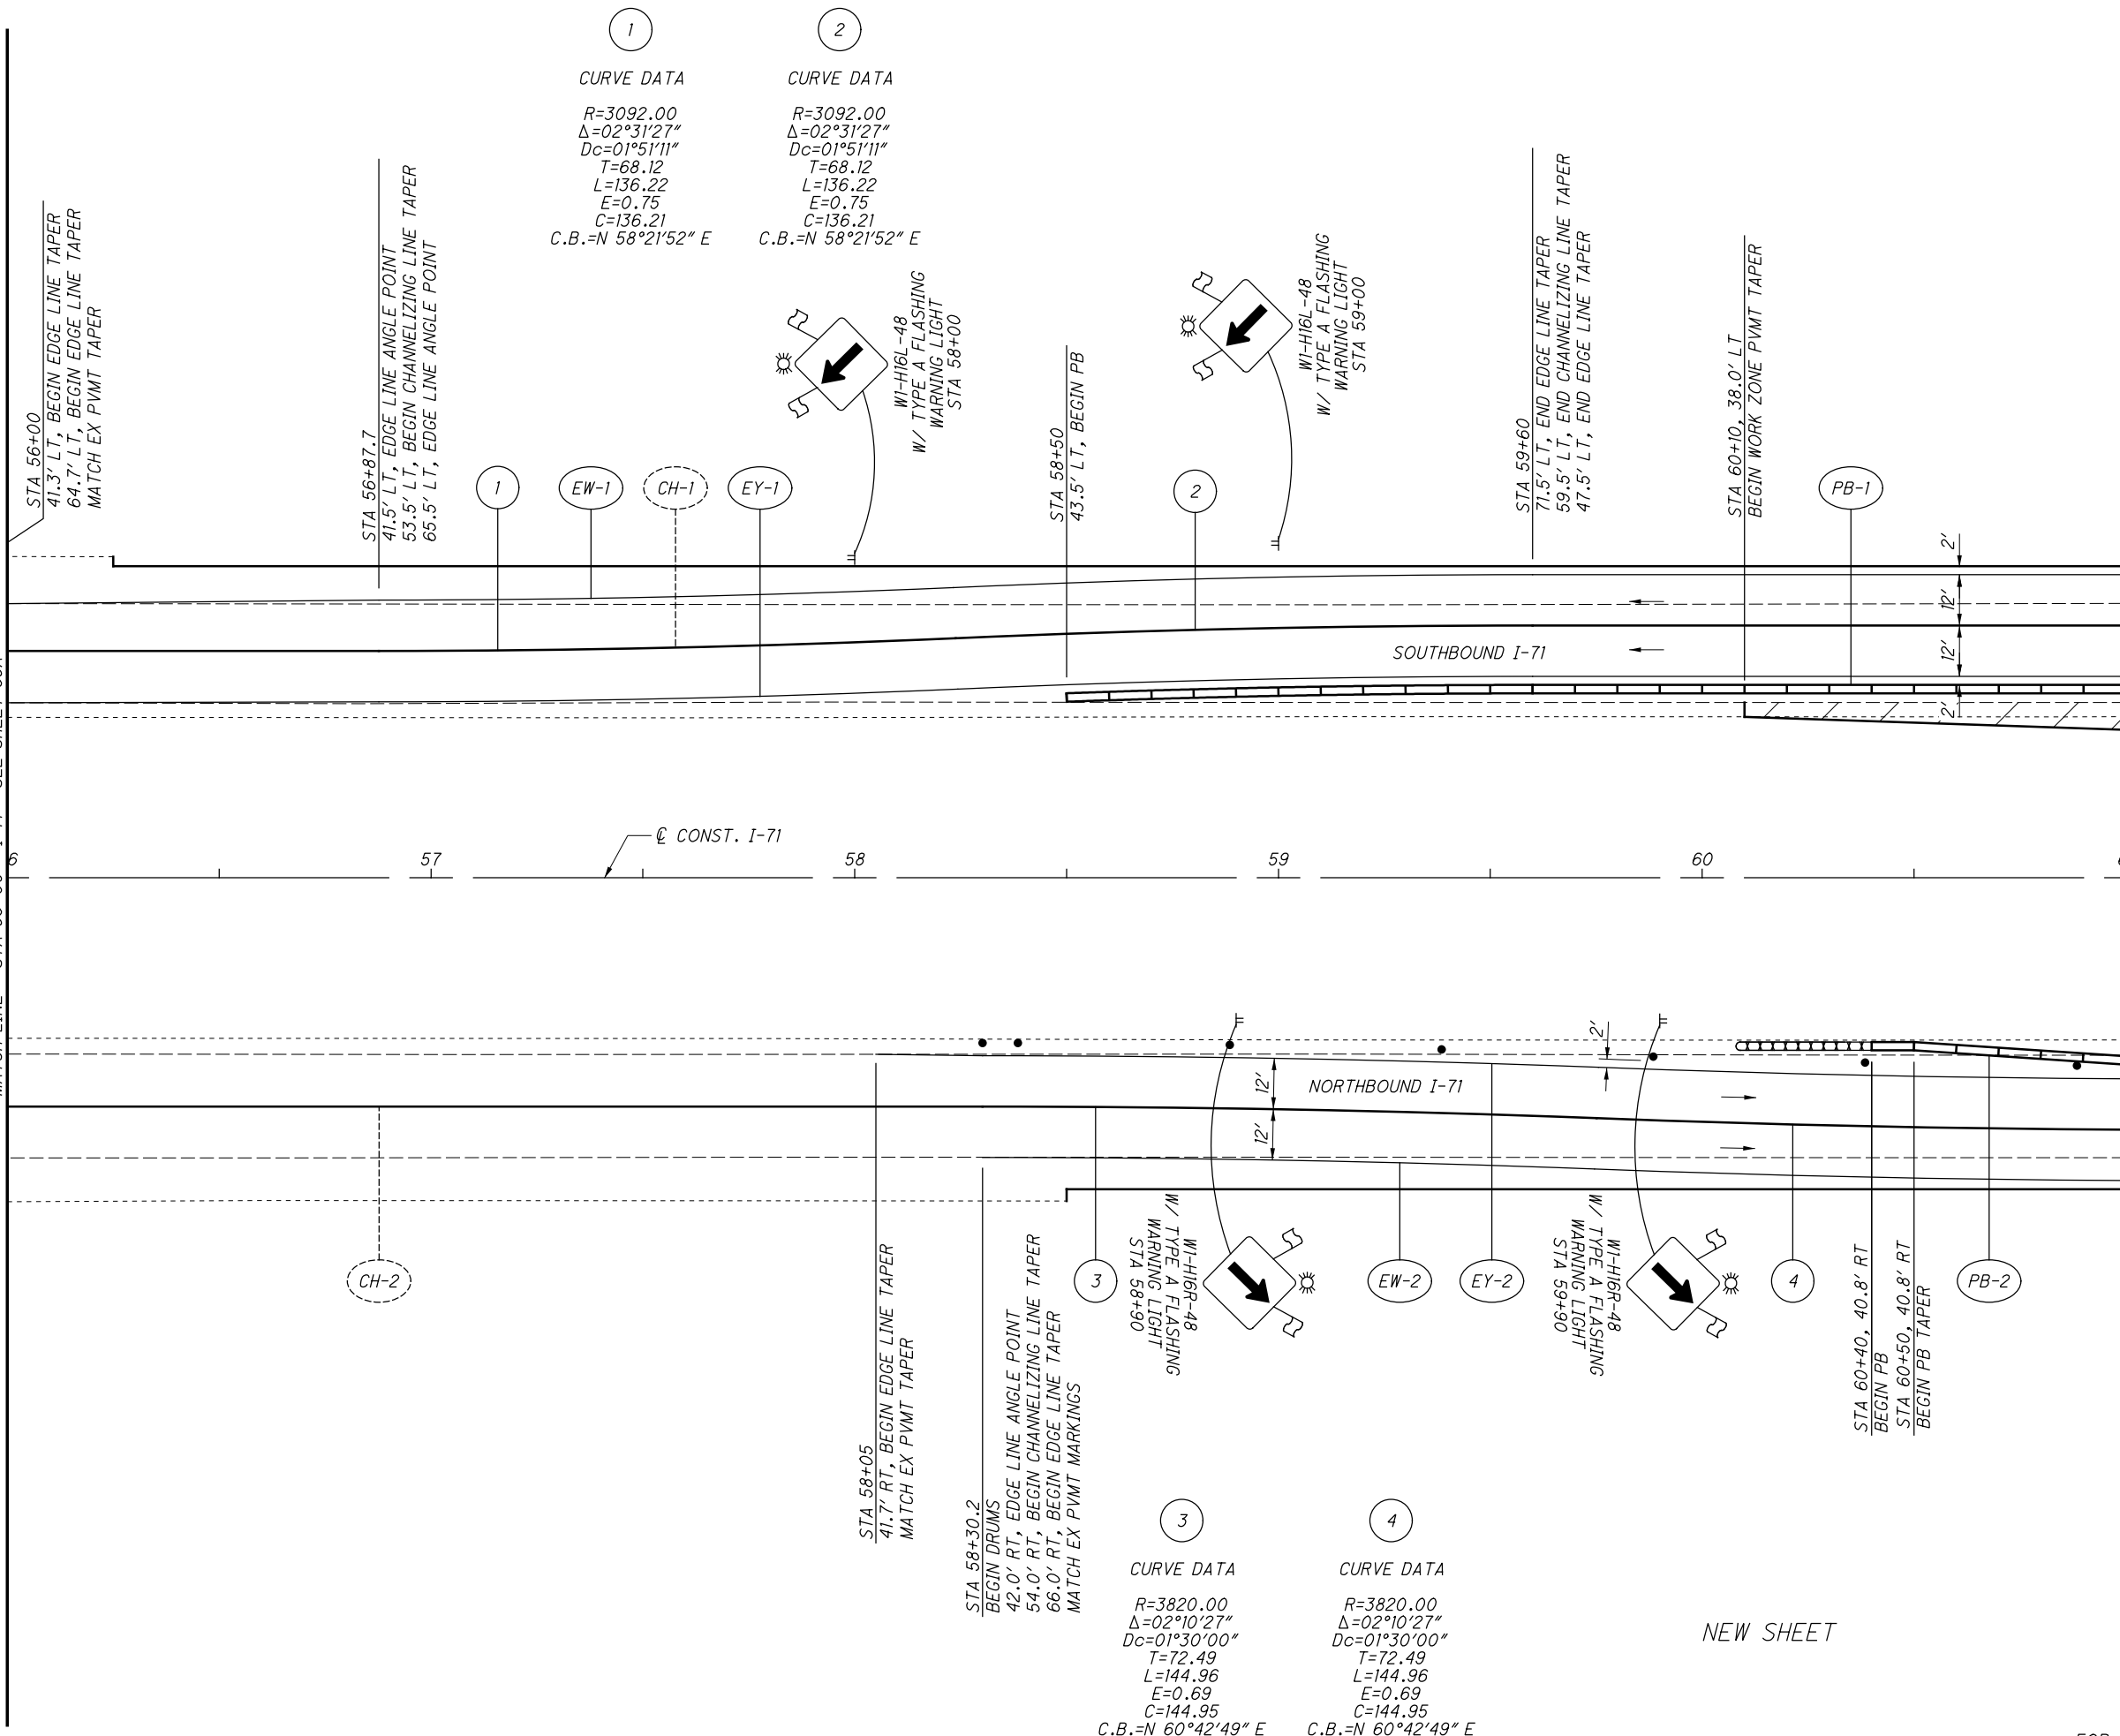 1
CURVE DATA
R=3092.00
Δ=02°31'27"
Dc=01°51'11"
T=68.12
L=136.22
E=0.75
C=136.21
C.B.=N 58°21'52" E
2
CURVE DATA
R=3092.00
Δ=02°31'27"
Dc=01°51'11"
T=68.12
L=136.22
E=0.75
C=136.21
C.B.=N 58°21'52" E
STA 56+00
41.3' LT, BEGIN EDGE LINE TAPER
64.7' LT, BEGIN EDGE LINE TAPER
MATCH EX PVMT TAPER
STA 56+87.7
41.5' LT, EDGE LINE ANGLE POINT
53.5' LT, BEGIN CHANNELIZING LINE TAPER
65.5' LT, EDGE LINE ANGLE POINT
W1-H16L-48
W/ TYPE A FLASHING
WARNING LIGHT
STA 58+00
STA 58+50
43.5' LT, BEGIN PB
W1-H16L-48
W/ TYPE A FLASHING
WARNING LIGHT
STA 59+00
STA 59+60
71.5' LT, END EDGE LINE TAPER
59.5' LT, END CHANNELIZING LINE TAPER
47.5' LT, END EDGE LINE TAPER
STA 60+10, 38.0' LT
BEGIN WORK ZONE PVMT TAPER
1
EW-1
CH-1
EY-1
2
PB-1
2'
12'
12'
2'
SOUTHBOUND I-71
℄ CONST. I-71
6
57
58
59
60
2'
12'
12'
NORTHBOUND I-71
CH-2
3
EW-2
EY-2
4
PB-2
STA 58+05
41.7' RT, BEGIN EDGE LINE TAPER
MATCH EX PVMT TAPER
STA 58+30.2
BEGIN DRUMS
42.0' RT, EDGE LINE ANGLE POINT
54.0' RT, BEGIN CHANNELIZING LINE TAPER
66.0' RT, BEGIN EDGE LINE TAPER
MATCH EX PVMT MARKINGS
W1-H16R-48
W/ TYPE A FLASHING
WARNING LIGHT
STA 58+90
W1-H16R-48
W/ TYPE A FLASHING
WARNING LIGHT
STA 59+90
STA 60+40, 40.8' RT
BEGIN PB
STA 60+50, 40.8' RT
BEGIN PB TAPER
3
CURVE DATA
R=3820.00
Δ=02°10'27"
Dc=01°30'00"
T=72.49
L=144.96
E=0.69
C=144.95
C.B.=N 60°42'49" E
4
CURVE DATA
R=3820.00
Δ=02°10'27"
Dc=01°30'00"
T=72.49
L=144.96
E=0.69
C=144.95
C.B.=N 60°42'49" E
NEW SHEET